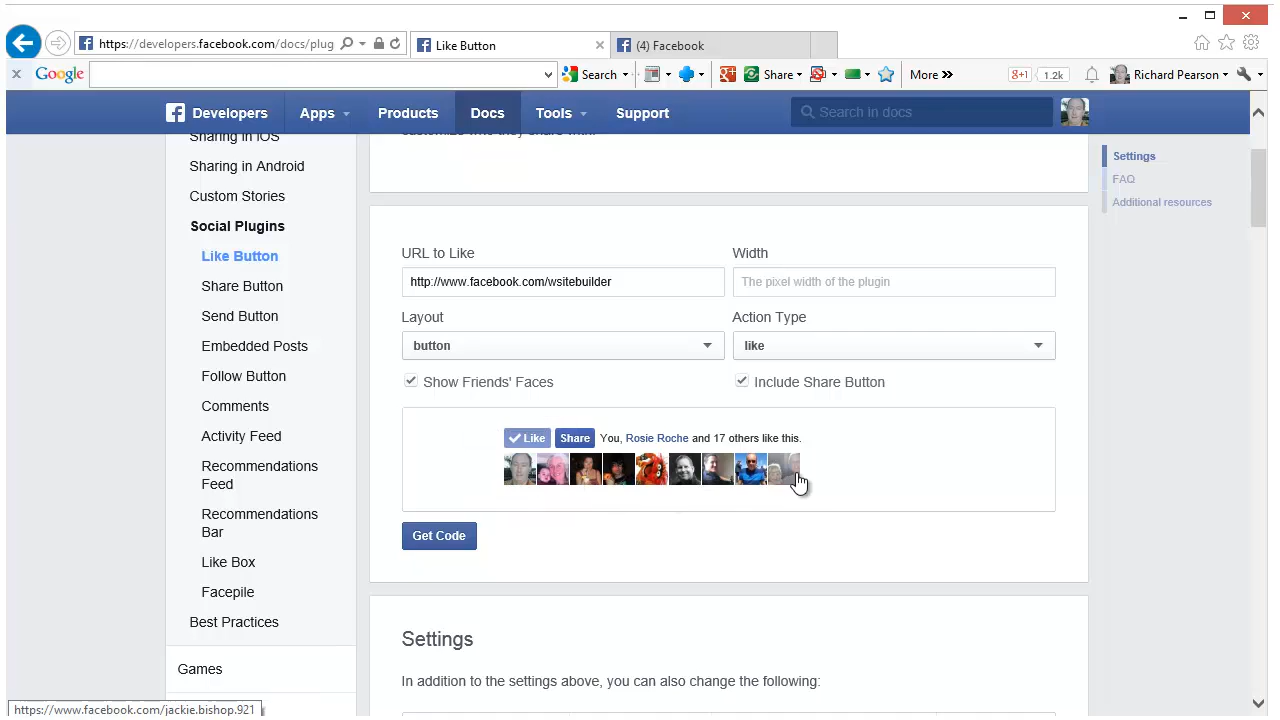 https://developers.facebook.com/docs/plug
Like Button
(4) Facebook
Google
Search
Share
More »
g+1
1.2k
Richard Pearson
Developers
Apps
Products
Docs
Tools
Support
Search in docs
Sharing in iOS
Sharing in Android
Custom Stories
Social Plugins
Like Button
Share Button
Send Button
Embedded Posts
Follow Button
Comments
Activity Feed
Recommendations
Feed
Recommendations
Bar
Like Box
Facepile
Best Practices
Games
customize who they share with.
URL to Like
Width
http://www.facebook.com/wsitebuilder
The pixel width of the plugin
Layout
Action Type
button
like
Show Friends' Faces
Include Share Button
Like Share You, Rosie Roche and 17 others like this.
Get Code
Settings
In addition to the settings above, you can also change the following:
Settings
FAQ
Additional resources
https://www.facebook.com/jackie.bishop.921